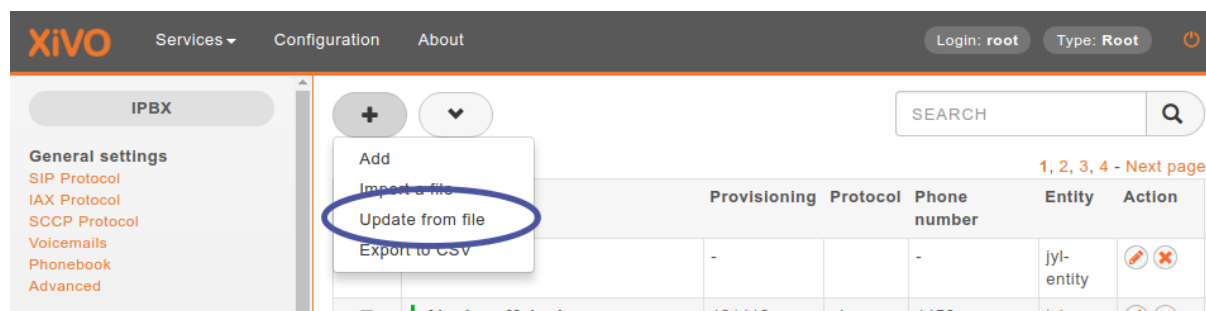 XiVO Services Configuration About Login: root Type: Root
IPBX
General settings
SIP Protocol
IAX Protocol
SCCP Protocol
Voicemails
Phonebook
Advanced
SEARCH
Add
Import a file
Update from file
Export to CSV
1, 2, 3, 4 - Next page
Provisioning Protocol Phone number Entity Action
- - jyl-entity